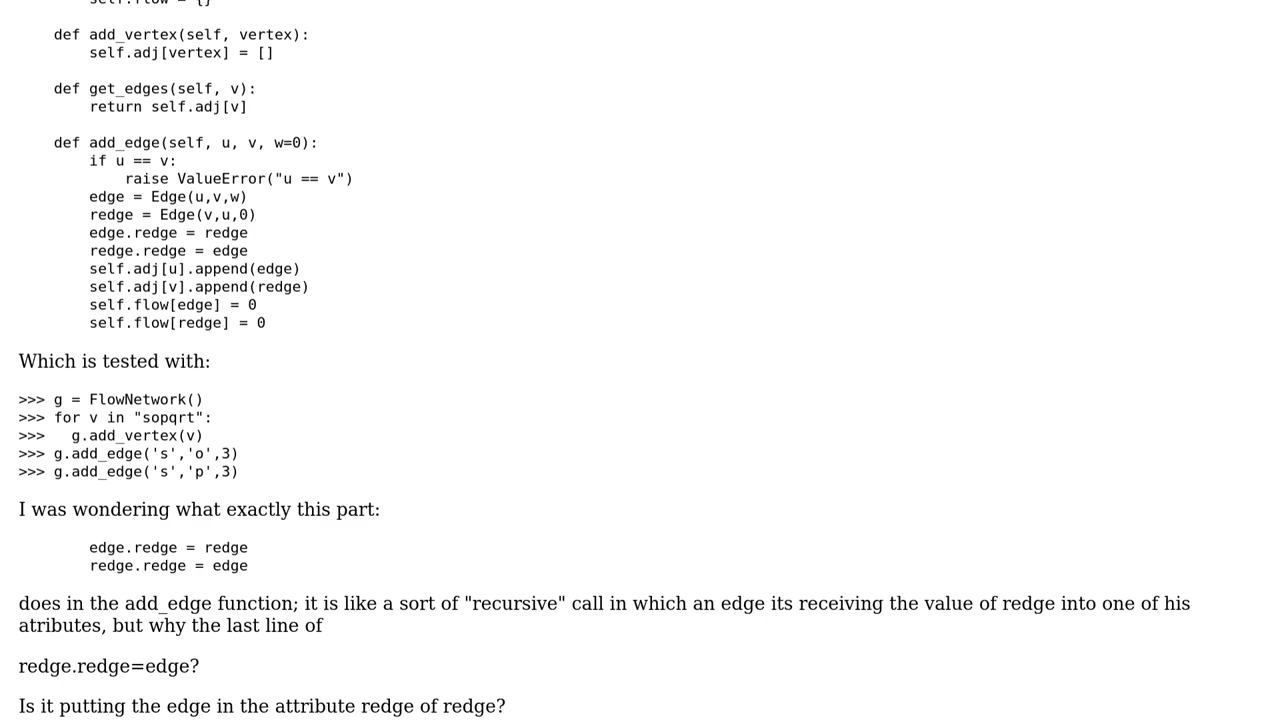 self.flow = {}
def add_vertex(self, vertex):
self.adj[vertex] = []
def get_edges(self, v):
return self.adj[v]
def add_edge(self, u, v, w=0):
if u == v:
raise ValueError("u == v")
edge = Edge(u,v,w)
redge = Edge(v,u,0)
edge.redge = redge
redge.redge = edge
self.adj[u].append(edge)
self.adj[v].append(redge)
self.flow[edge] = 0
self.flow[redge] = 0
Which is tested with:
>>> g = FlowNetwork()
>>> for v in "sopqrt":
>>>   g.add_vertex(v)
>>> g.add_edge('s','o',3)
>>> g.add_edge('s','p',3)
I was wondering what exactly this part:
edge.redge = redge
redge.redge = edge
does in the add_edge function; it is like a sort of "recursive" call in which an edge its receiving the value of redge into one of his
atributes, but why the last line of
redge.redge=edge?
Is it putting the edge in the attribute redge of redge?